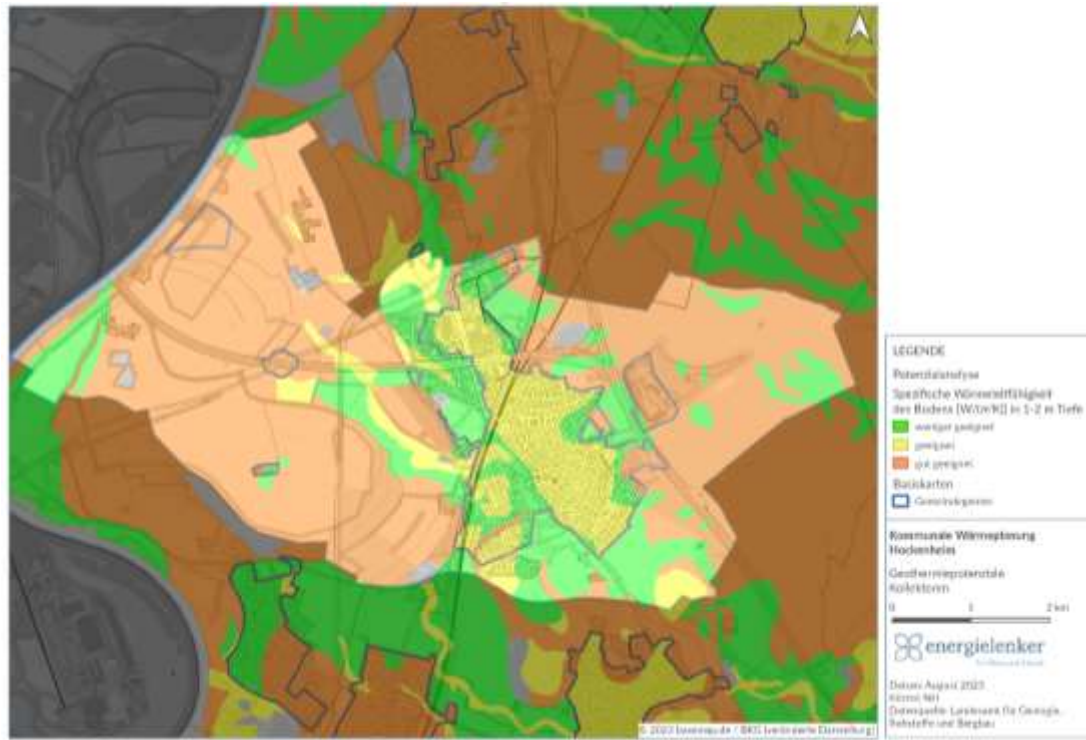 LEGENDE
Potenzialanalyse
Spezifische Wärmeleitfähigkeit
des Bodens [W/(m*K)] in 1-2 m Tiefe
weniger geeignet
geeignet
gut geeignet
Basiskarten
Gemeindegrenzen
Kommunale Wärmeplanung
Hockenheim
Geothermiepotenziale
Kollektoren
0 1 2 km
energielenker
Datum: August 2023
Datenquelle: Landesamt für Geologie,
Rohstoffe und Bergbau
© 2023 basemap.de / BKG (veränderte Darstellung)